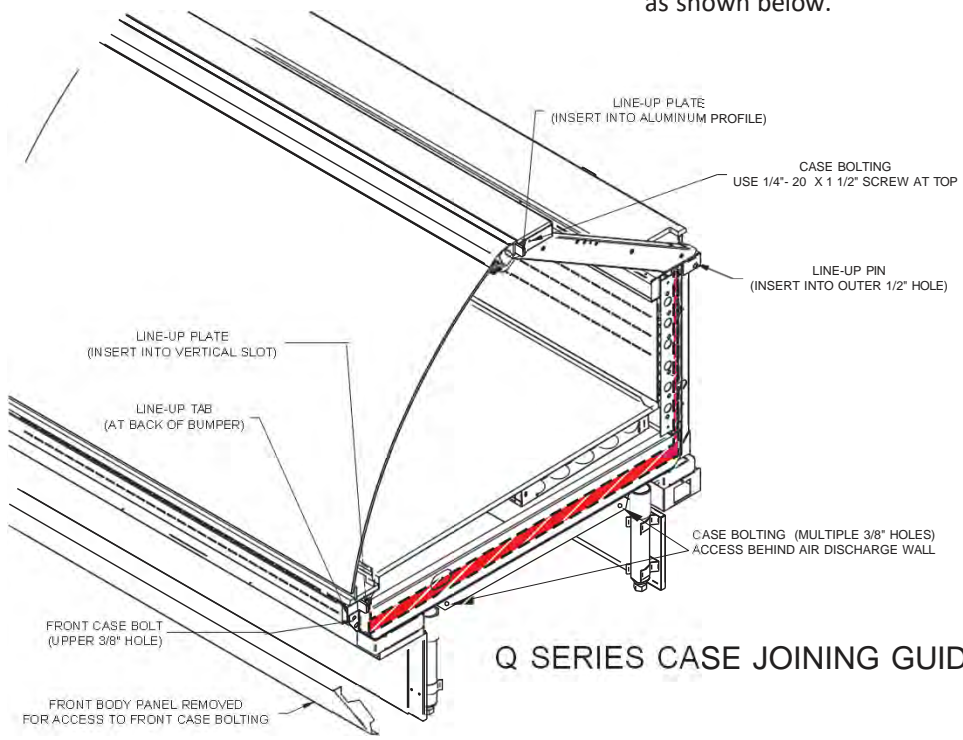 as shown below.
LINE-UP PLATE
(INSERT INTO ALUMINUM PROFILE)
CASE BOLTING
USE 1/4"- 20 X 1 1/2" SCREW AT TOP
LINE-UP PIN
(INSERT INTO OUTER 1/2" HOLE)
LINE-UP PLATE
(INSERT INTO VERTICAL SLOT)
LINE-UP TAB
(AT BACK OF BUMPER)
CASE BOLTING (MULTIPLE 3/8" HOLES)
ACCESS BEHIND AIR DISCHARGE WALL
FRONT CASE BOLT
(UPPER 3/8" HOLE)
Q SERIES CASE JOINING GUID
FRONT BODY PANEL REMOVED
FOR ACCESS TO FRONT CASE BOLTING